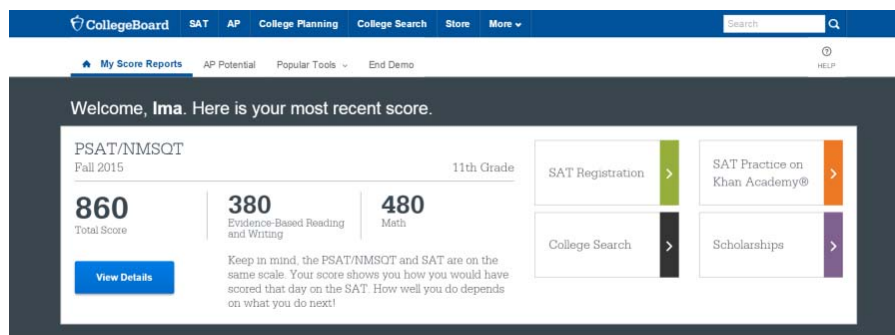 CollegeBoard SAT AP College Planning College Search Store More Search
My Score Reports AP Potential Popular Tools End Demo HELP
Welcome, Ima. Here is your most recent score.
PSAT/NMSQT
Fall 2015 11th Grade
860
Total Score
380
Evidence-Based Reading
and Writing
480
Math
View Details
Keep in mind, the PSAT/NMSQT and SAT are on the
same scale. Your score shows you how you would have
scored that day on the SAT. How well you do depends
on what you do next!
SAT Registration
SAT Practice on
Khan Academy®
College Search
Scholarships